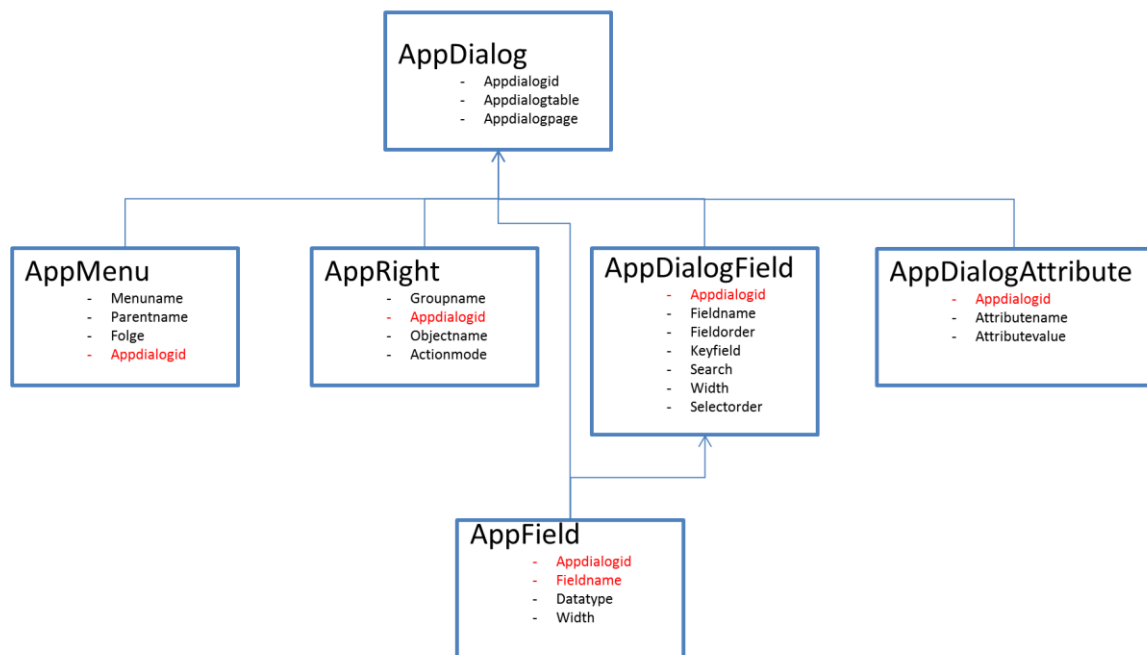 AppDialog
- Appdialogid
- Appdialogtable
- Appdialogpage
AppMenu
- Menuname
- Parentname
- Folge
- Appdialogid
AppRight
- Groupname
- Appdialogid
- Objectname
- Actionmode
AppDialogField
- Appdialogid
- Fieldname
- Fieldorder
- Keyfield
- Search
- Width
- Selectorder
AppDialogAttribute
- Appdialogid
- Attributename
- Attributevalue
AppField
- Appdialogid
- Fieldname
- Datatype
- Width